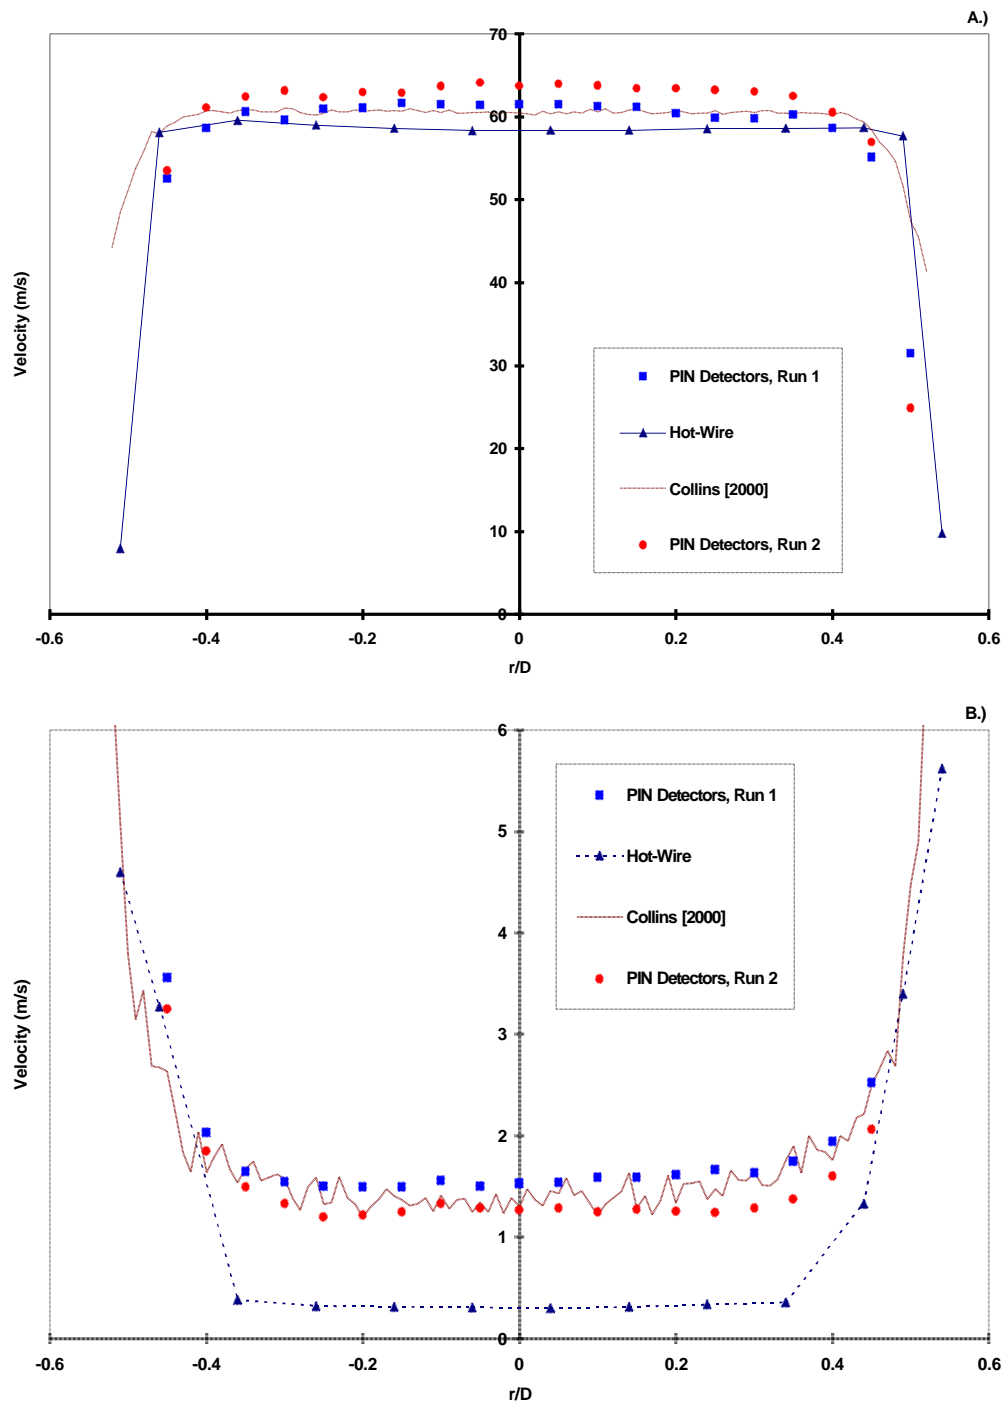 A.)
70
60
50
40
30
20
10
0
Velocity (m/s)
PIN Detectors, Run 1
Hot-Wire
Collins [2000]
PIN Detectors, Run 2
-0.6
-0.4
-0.2
0
0.2
0.4
0.6
r/D
B.)
6
5
4
3
2
1
0
Velocity (m/s)
PIN Detectors, Run 1
Hot-Wire
Collins [2000]
PIN Detectors, Run 2
-0.6
-0.4
-0.2
0
0.2
0.4
0.6
r/D